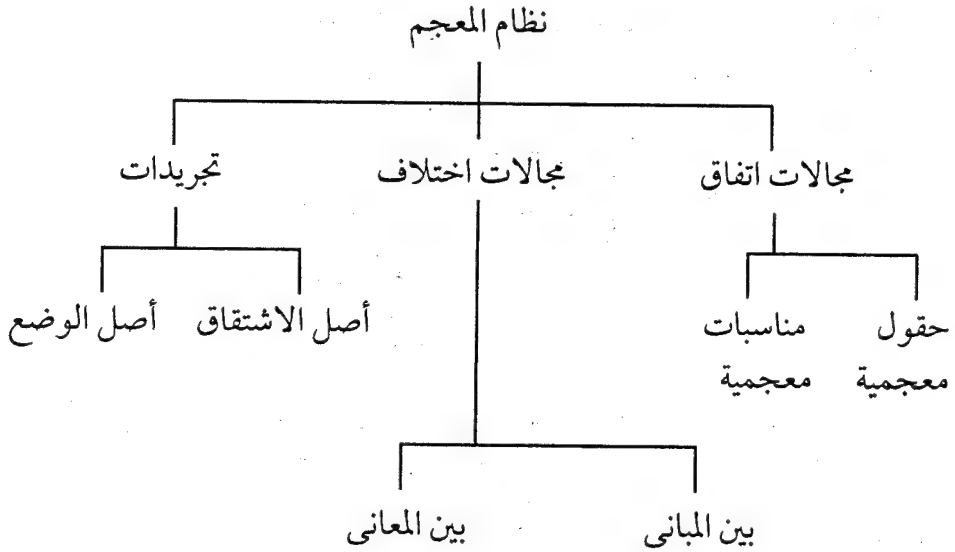 نظام المعجم
مجالات اتفاق مجالات اختلاف تجريدات
حقول معجمية مناسبات معجمية أصل الاشتقاق أصل الوضع
بين المبانى بين المعانى